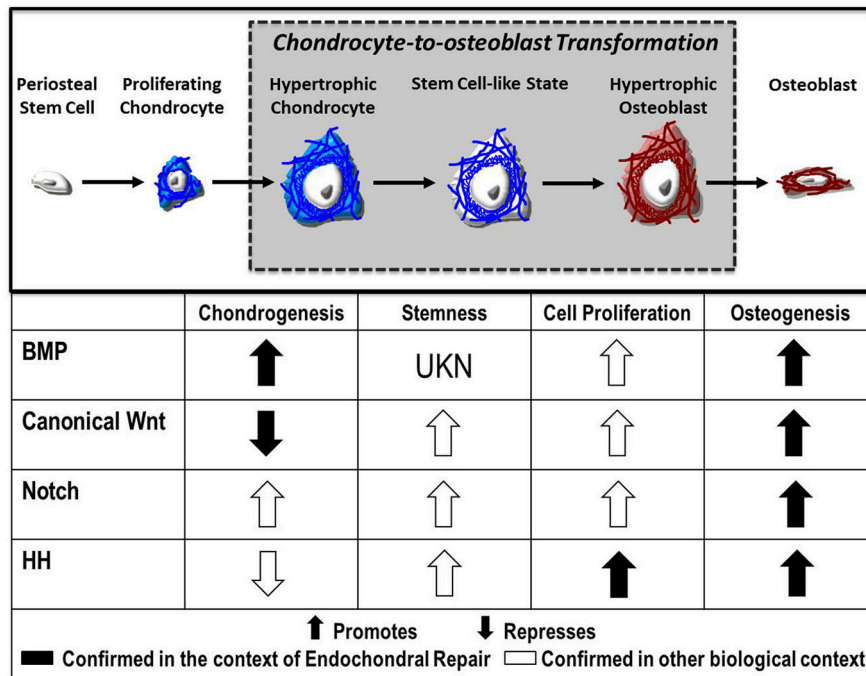 Chondrocyte-to-osteoblast Transformation
Periosteal
Stem Cell
Proliferating
Chondrocyte
Hypertrophic
Chondrocyte
Stem Cell-like State
Hypertrophic
Osteoblast
Osteoblast
Chondrogenesis Stemness Cell Proliferation Osteogenesis
BMP UKN
Canonical Wnt
Notch
HH
Promotes Represses
Confirmed in the context of Endochondral Repair Confirmed in other biological context